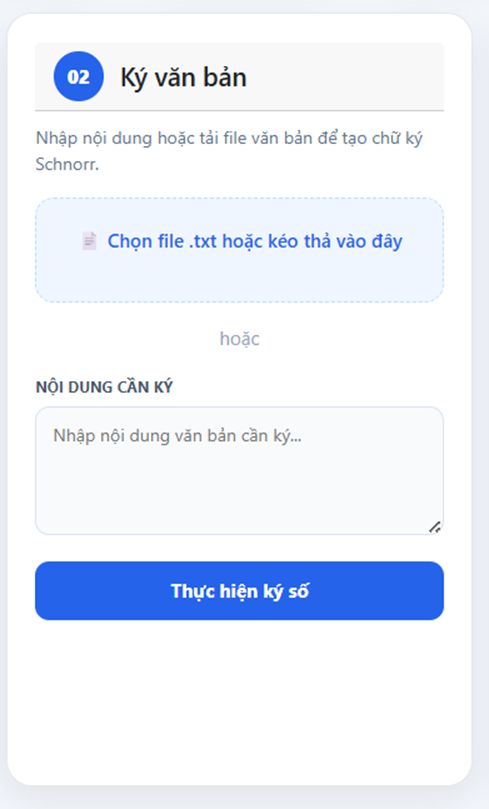 02
Ký văn bản
Nhập nội dung hoặc tải file văn bản để tạo chữ ký
Schnorr.
Chọn file .txt hoặc kéo thả vào đây
hoặc
NỘI DUNG CẦN KÝ
Nhập nội dung văn bản cần ký...
Thực hiện ký số